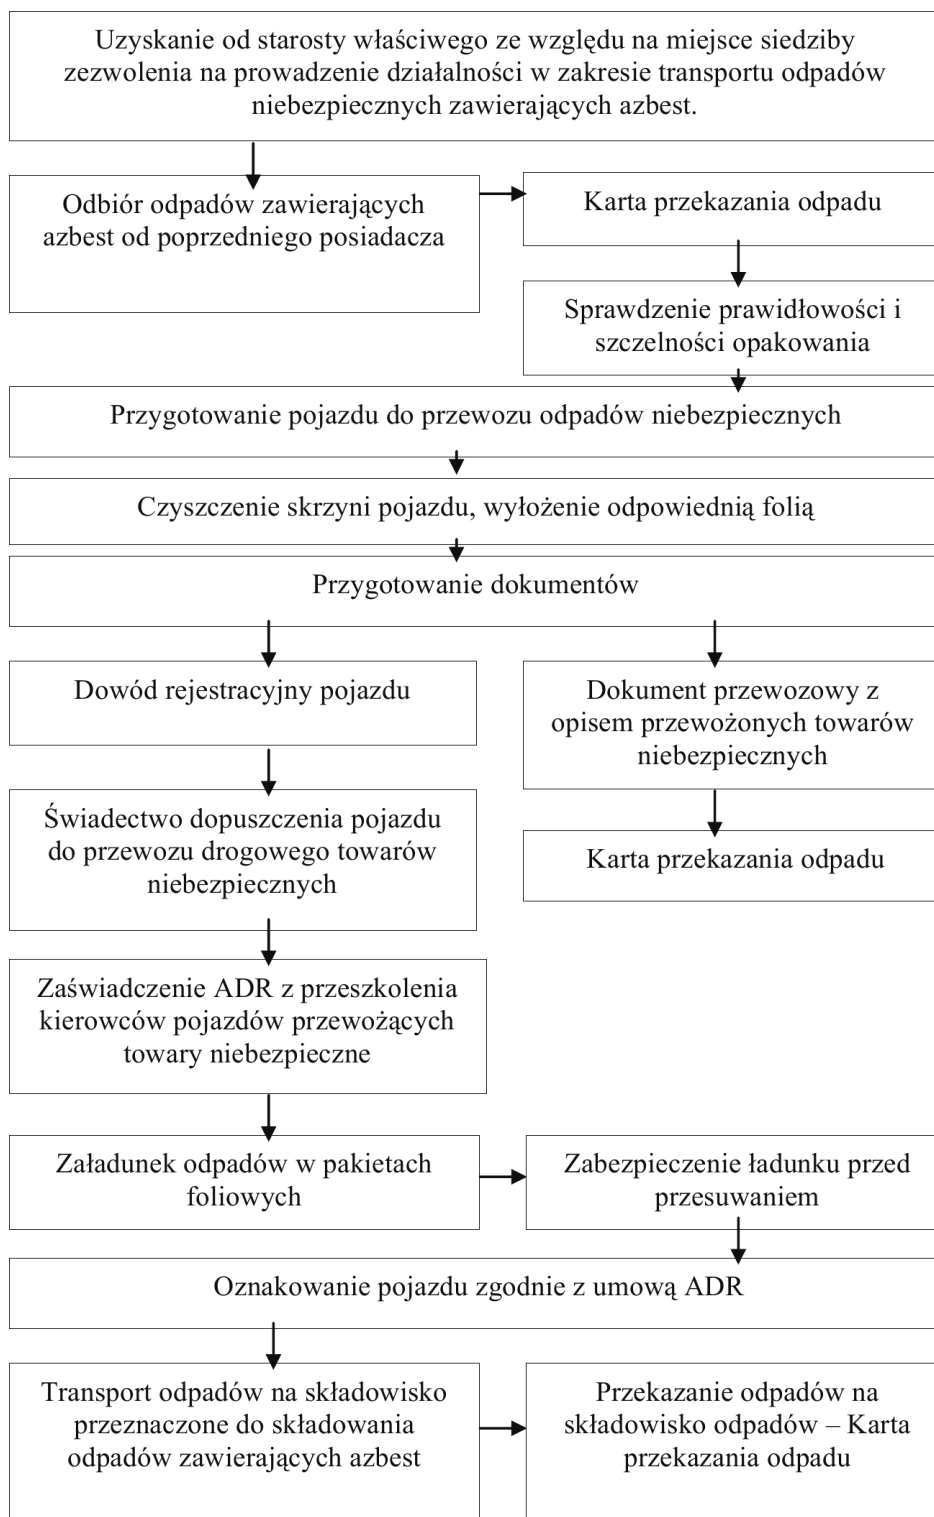 Uzyskanie od starosty właściwego ze względu na miejsce siedziby
zezwolenia na prowadzenie działalności w zakresie transportu odpadów
niebezpiecznych zawierających azbest.
Odbiór odpadów zawierających
azbest od poprzedniego posiadacza
Karta przekazania odpadu
Sprawdzenie prawidłowości i
szczelności opakowania
Przygotowanie pojazdu do przewozu odpadów niebezpiecznych
Czyszczenie skrzyni pojazdu, wyłożenie odpowiednią folią
Przygotowanie dokumentów
Dowód rejestracyjny pojazdu
Świadectwo dopuszczenia pojazdu
do przewozu drogowego towarów
niebezpiecznych
Zaświadczenie ADR z przeszkolenia
kierowców pojazdów przewożących
towary niebezpieczne
Dokument przewozowy z
opisem przewożonych towarów
niebezpiecznych
Karta przekazania odpadu
Załadunek odpadów w pakietach
foliowych
Zabezpieczenie ładunku przed
przesuwaniem
Oznakowanie pojazdu zgodnie z umową ADR
Transport odpadów na składowisko
przeznaczone do składowania
odpadów zawierających azbest
Przekazanie odpadów na
składowisko odpadów – Karta
przekazania odpadu